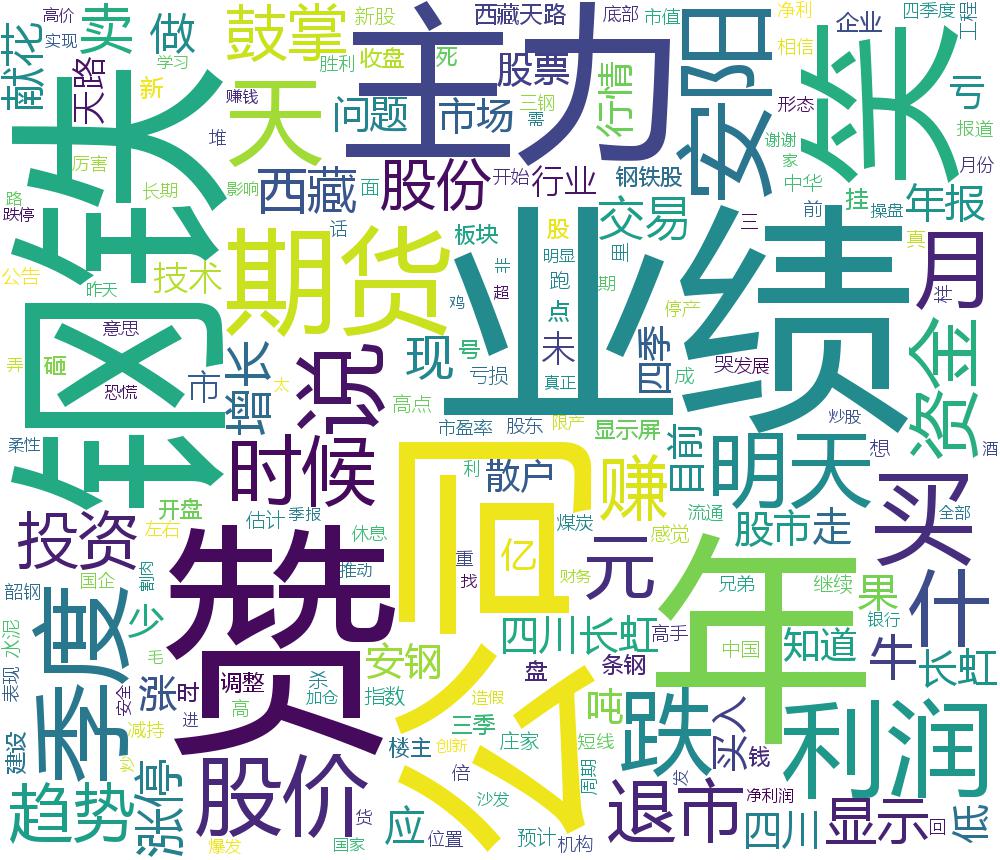 高价
卖
做
鼓掌
新股
主力
西藏天路
底部
市值
净利
企业
四季度
工程
献花
实现
学习
天路
新
胜利
收盘
死
股票
行情
安阳
相信
笑
亏
赚钱
天
问题
市场
三钢
需
形态
报道
钢铁
厉害
堆
谢谢
家
月份
路
长期
影响
西藏
面
股份
开始
行业
钢铁股
中华
挂
年报
跌停
话
期货
板块
非
股
明显
里
交易
三
前
操盘
真
公告
技术
昨天
业绩
超
跑
期
停产
月
样
意思
鸡
点
弄
砸
恐慌
市
增长
说
现
号
未
四季
哭
发展
资金
太
亏损
真正
成
高点
限产
炒股
柔性
时候
市盈率
股东
显示屏
目前
明天
想
酒
利
散户
赚
买
投资
开盘
估计
季报
公司
煤炭
感觉
流通
股市
走
全部
左右
休息
亿
元
年
什
韶钢
国企
割肉
赞
推动
重
找
财务
兄弟
继续
果
银行
水泥
季度
少
四川长虹
高手
中国
知道
牛
长虹
毛
安钢
表现
安全
涨
时
调整
杀
盘
条钢
吨
跌
买入
利润
建设
减持
进
高
加仓
指数
三季
造假
楼主
创新
庄家
短线
钱
趋势
炒
涨停
股价
倍
沙发
周期
发
净利润
退市
四川
显示
回
低
爆发
货
国家
应
位置
预计
机构